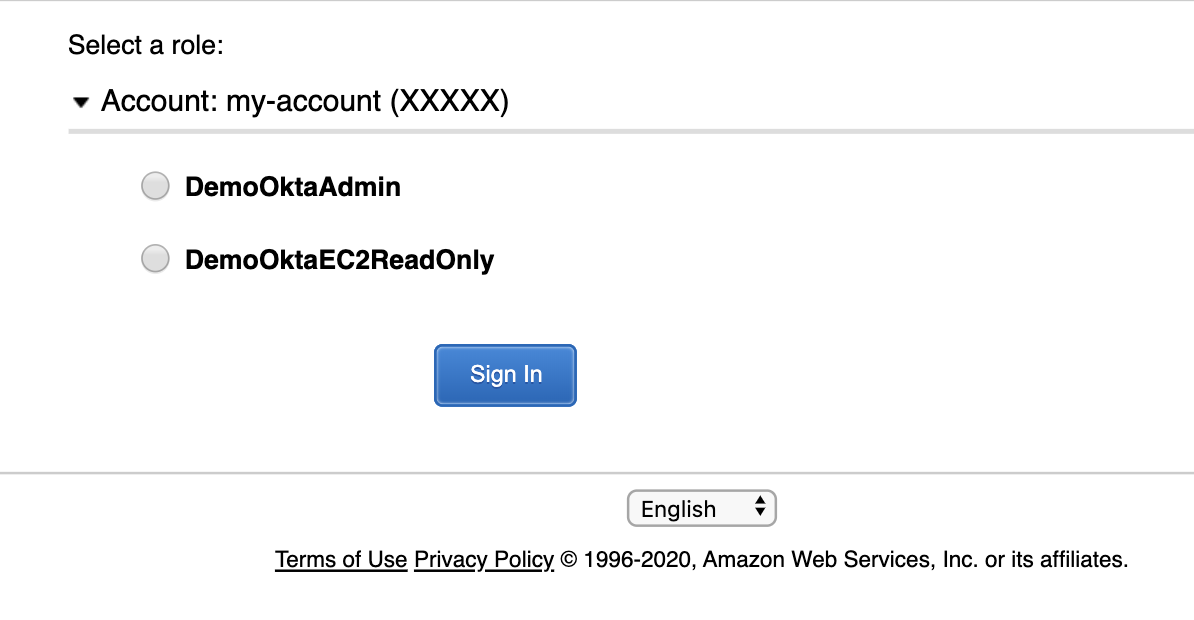 Select a role:
Account: my-account (XXXXX)
DemoOktaAdmin
DemoOktaEC2ReadOnly
Sign In
English
Terms of Use Privacy Policy © 1996-2020, Amazon Web Services, Inc. or its affiliates.